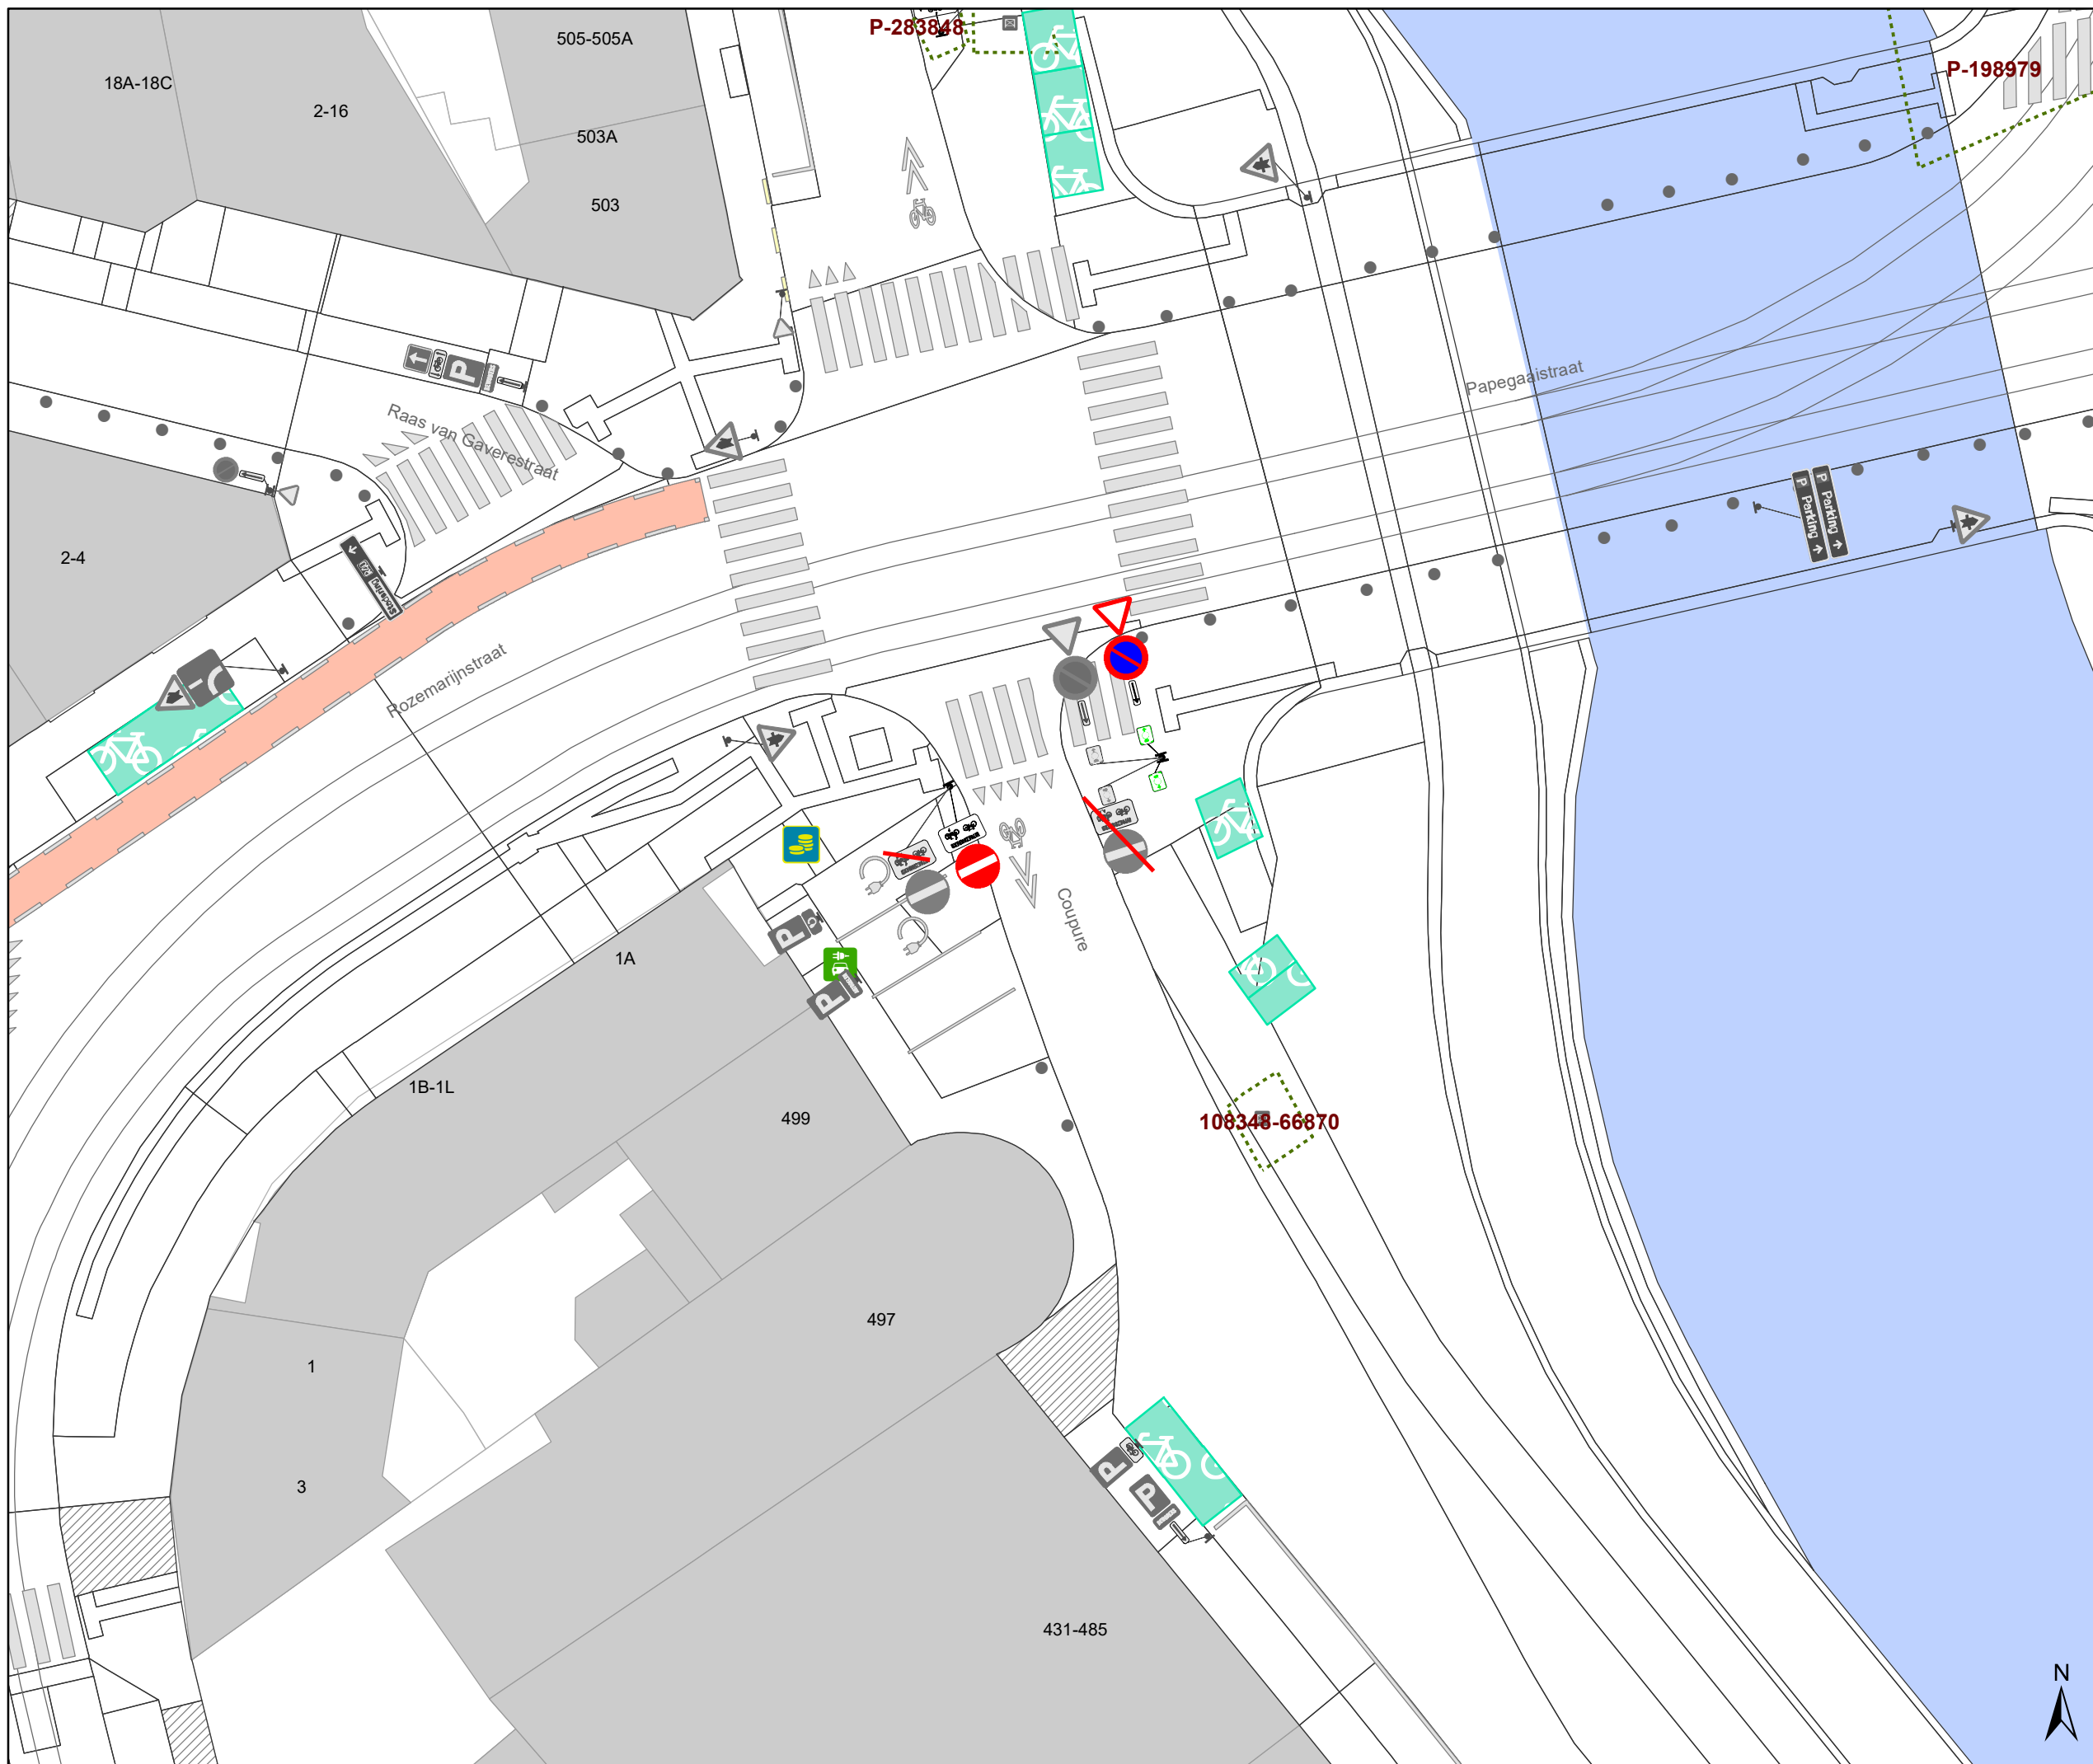 505-505A
P-283848
18A-18C
2-16
P-198979
503A
503
Papegaaistraat
P
Raas van Gaverestraat
P Parking
P Parking
2-4
Rozemarijnstraat
Coupure
P
1A
P
1B-1L
499
108348-66870
497
1
P
3
P
431-485
N